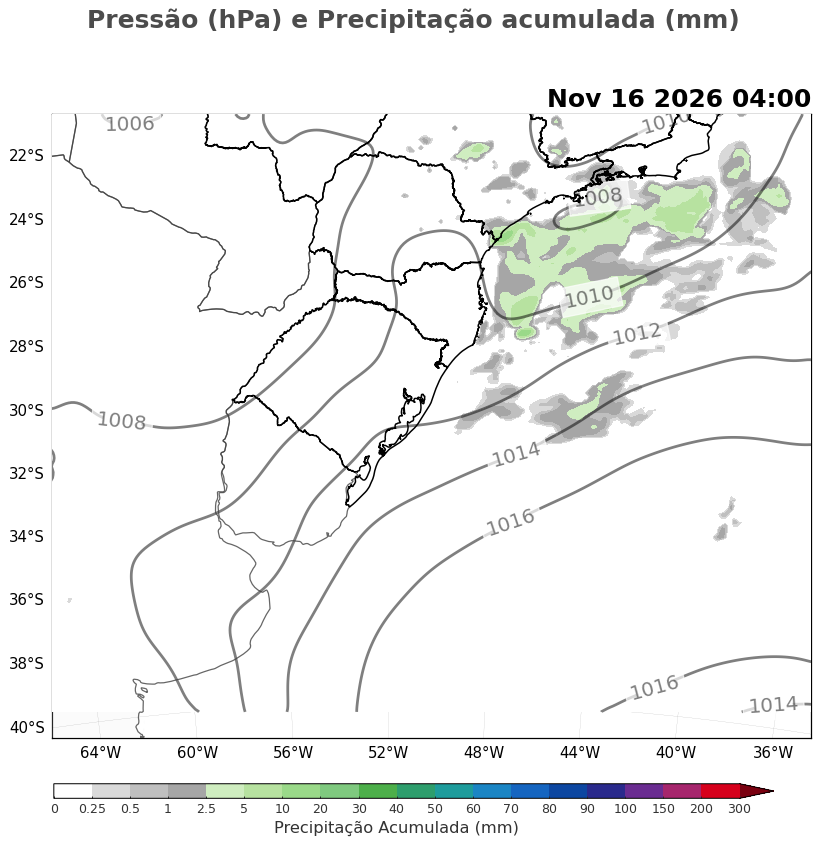 Pressão (hPa) e Precipitação acumulada (mm)
Nov 16 2026 04:00
1006
1010
22°S
1008
24°S
26°S
1010
1012
28°S
1008
30°S
1014
32°S
1016
34°S
36°S
38°S
1016
1014
40°S
64°W 60°W 56°W 52°W 48°W 44°W 40°W 36°W
0 0.25 0.5 1 2.5 5 10 20 30 40 50 60 70 80 90 100 150 200 300
Precipitação Acumulada (mm)